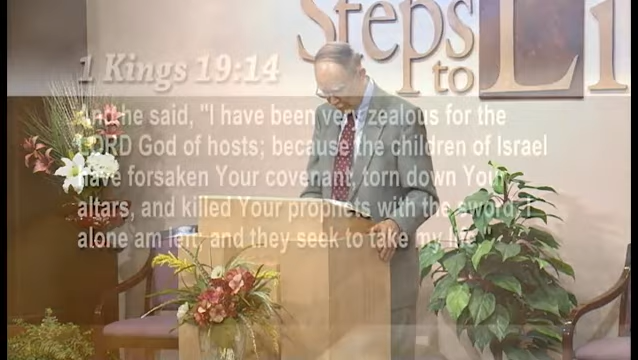 Steps
to Li
1 Kings 19:14
And he said, "I have been very zealous for the
LORD God of hosts; because the children of Israel
have forsaken Your covenant, torn down Your
altars, and killed Your prophets with the sword. I
alone am left; and they seek to take my life."